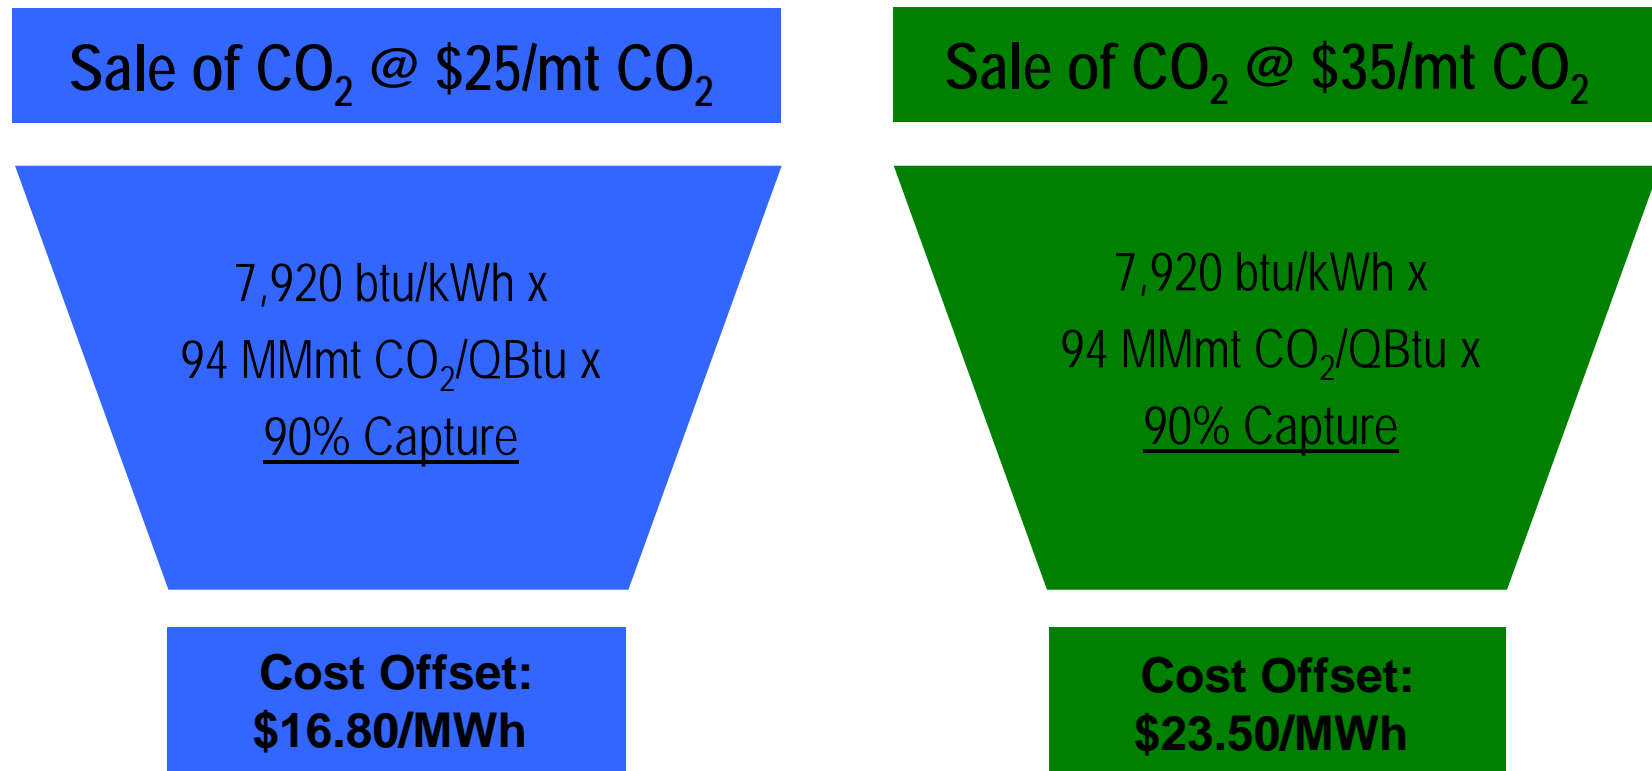 Sale of CO₂ @ $25/mt CO₂
7,920 btu/kWh x
94 MMmt CO₂/QBtu x
90% Capture
Cost Offset:
$16.80/MWh
Sale of CO₂ @ $35/mt CO₂
7,920 btu/kWh x
94 MMmt CO₂/QBtu x
90% Capture
Cost Offset:
$23.50/MWh